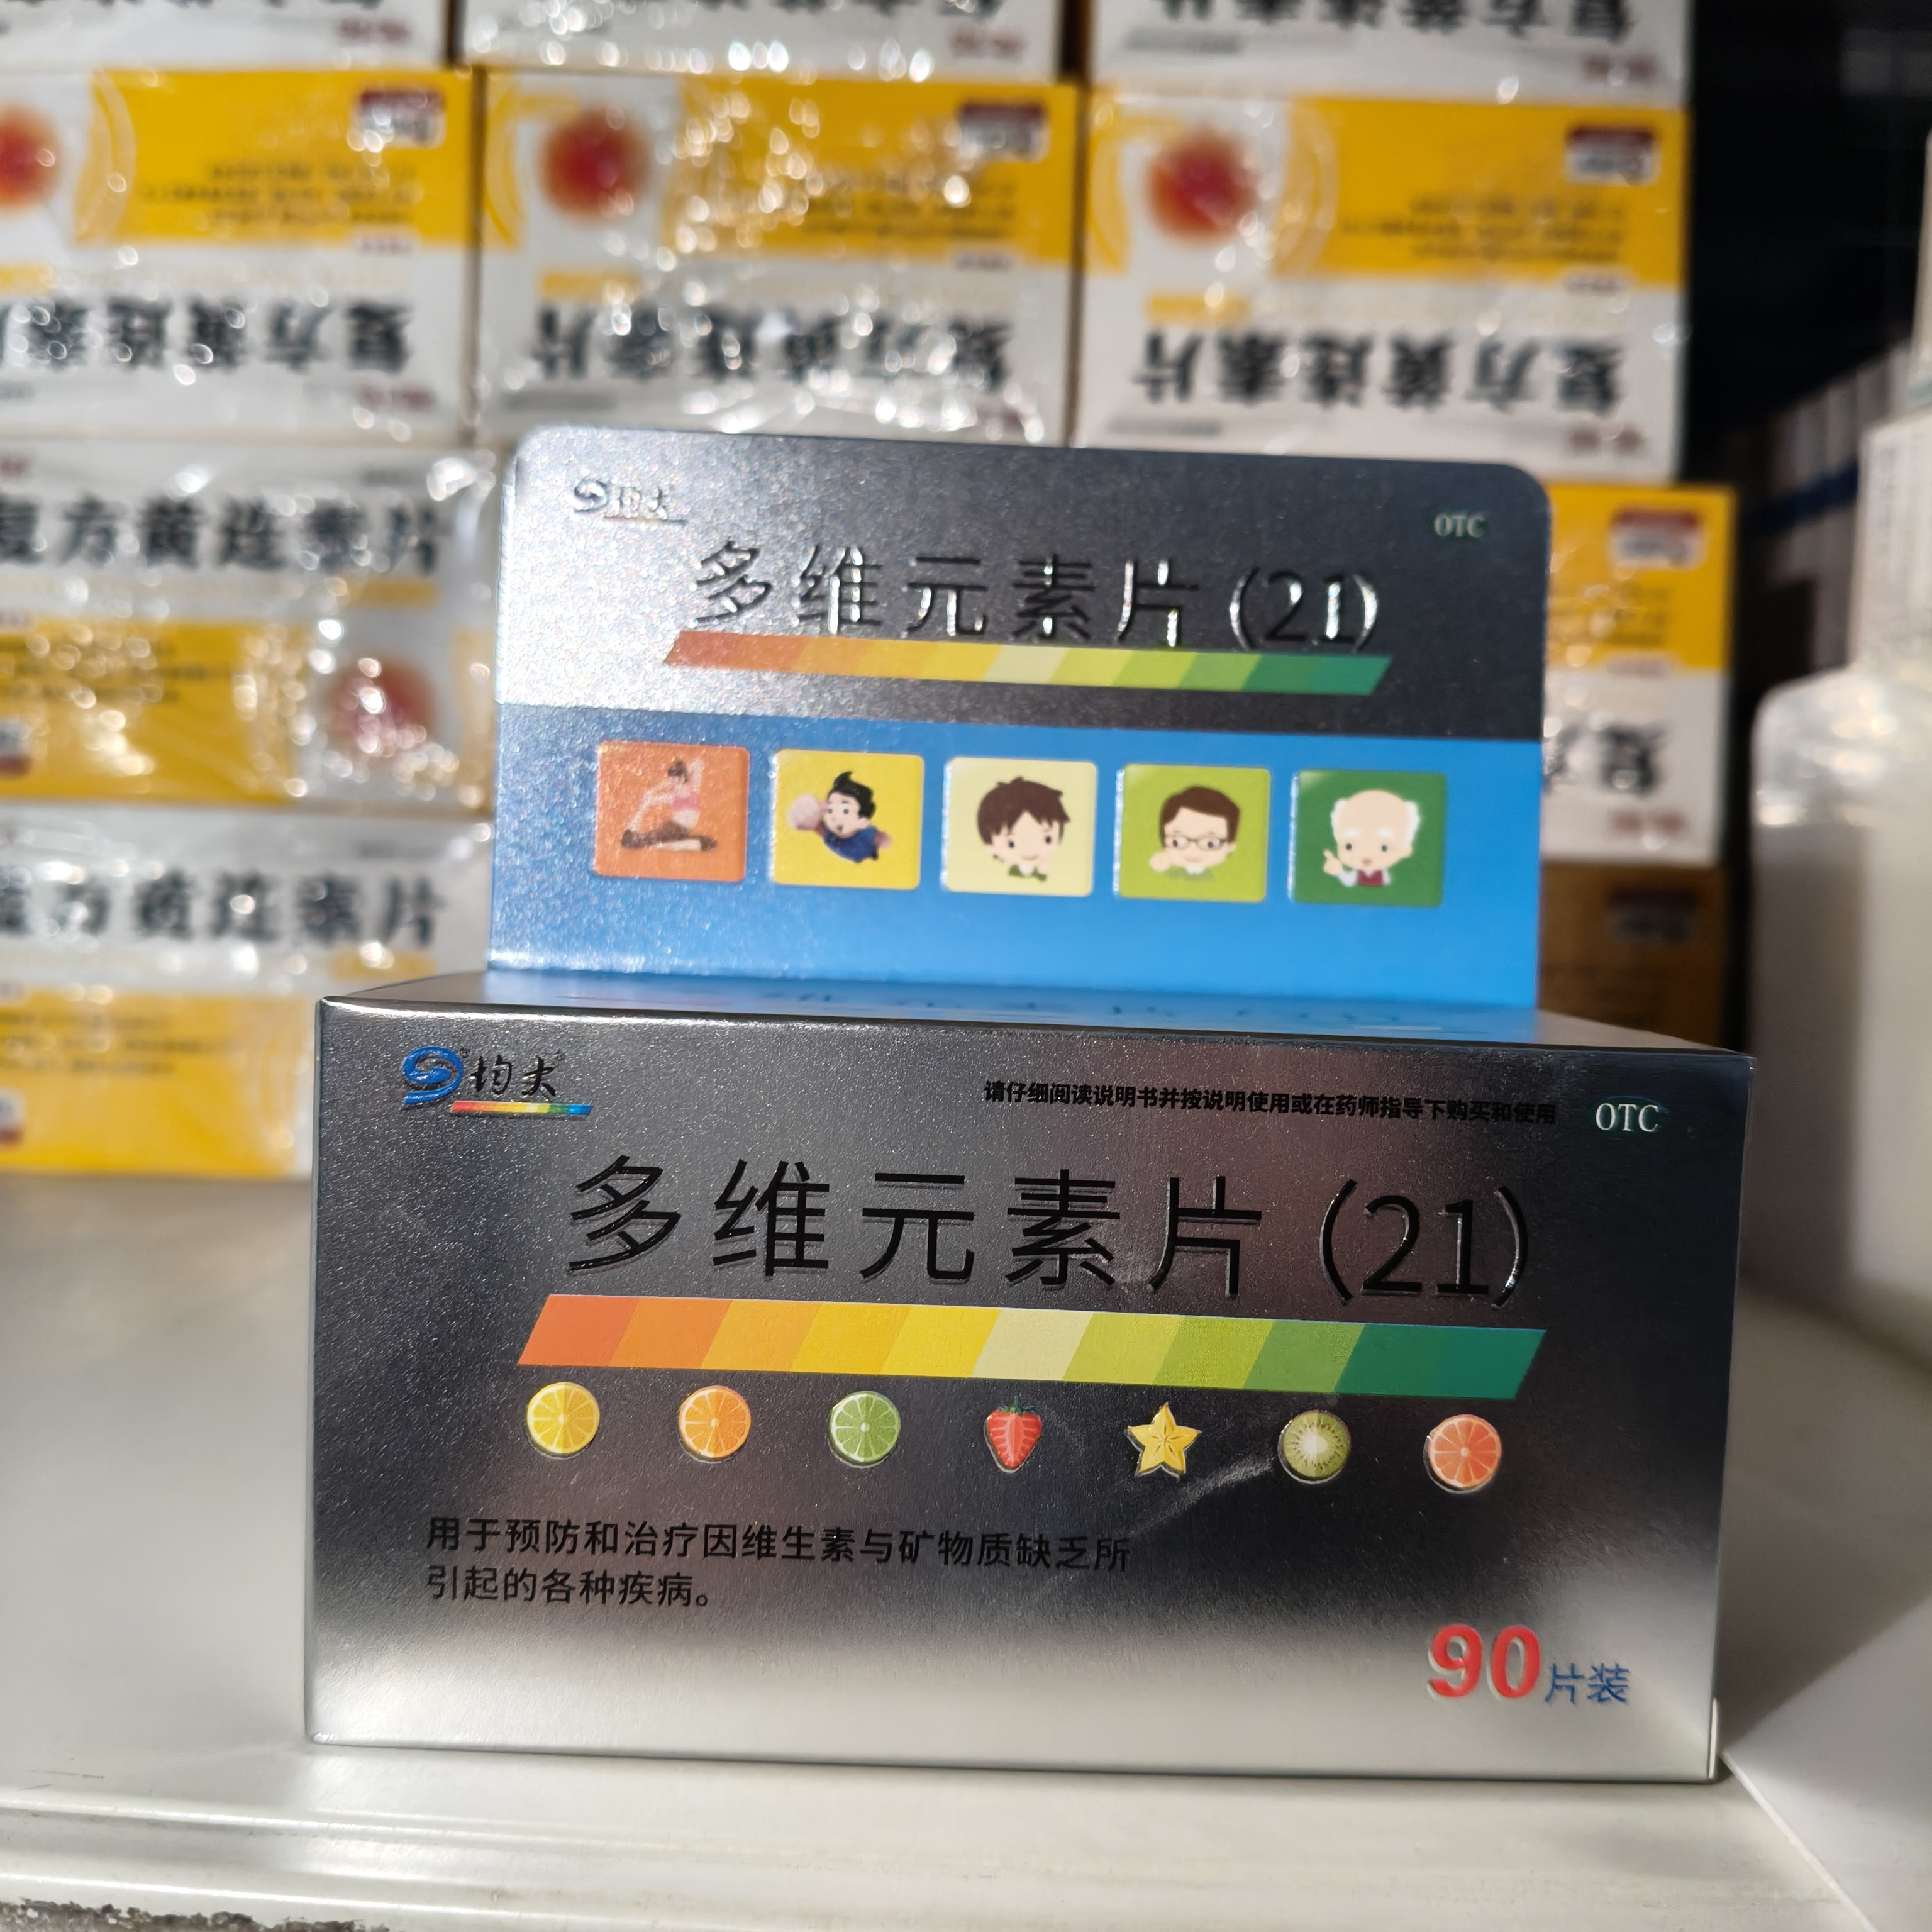 复方黄连素片
复方黄连素片
复方黄连素片
复方黄连素片
复方黄连素片
均大
OTC
多维元素片(21)
均大
请仔细阅读说明书并按说明使用或在药师指导下购买和使用
OTC
多维元素片(21)
用于预防和治疗因维生素与矿物质缺乏所
引起的各种疾病。
90片装